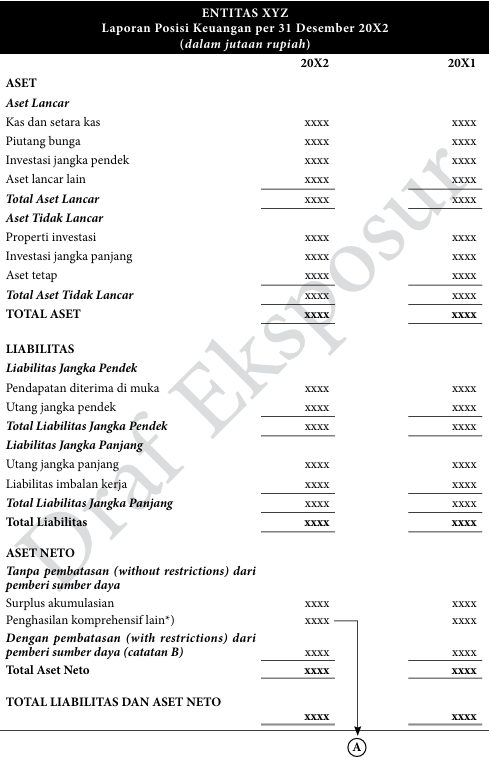 ENTITAS XYZ
Laporan Posisi Keuangan per 31 Desember 20X2
(dalam jutaan rupiah)
20X2 20X1
ASET
Aset Lancar
Kas dan setara kas xxxx xxxx
Piutang bunga xxxx xxxx
Investasi jangka pendek xxxx xxxx
Aset lancar lain xxxx xxxx
Total Aset Lancar xxxx xxxx
Aset Tidak Lancar
Properti investasi xxxx xxxx
Investasi jangka panjang xxxx xxxx
Aset tetap xxxx xxxx
Total Aset Tidak Lancar xxxx xxxx
TOTAL ASET xxxx xxxx
LIABILITAS
Liabilitas Jangka Pendek
Pendapatan diterima di muka xxxx xxxx
Utang jangka pendek xxxx xxxx
Total Liabilitas Jangka Pendek xxxx xxxx
Liabilitas Jangka Panjang
Utang jangka panjang xxxx xxxx
Liabilitas imbalan kerja xxxx xxxx
Total Liabilitas Jangka Panjang xxxx xxxx
Total Liabilitas xxxx xxxx
ASET NETO
Tanpa pembatasan (without restrictions) dari
pemberi sumber daya
Surplus akumulasian xxxx xxxx
Penghasilan komprehensif lain*) xxxx xxxx
Dengan pembatasan (with restrictions) dari
pemberi sumber daya (catatan B) xxxx xxxx
Total Aset Neto xxxx xxxx
TOTAL LIABILITAS DAN ASET NETO
xxxx xxxx
A
Draf Eksposur